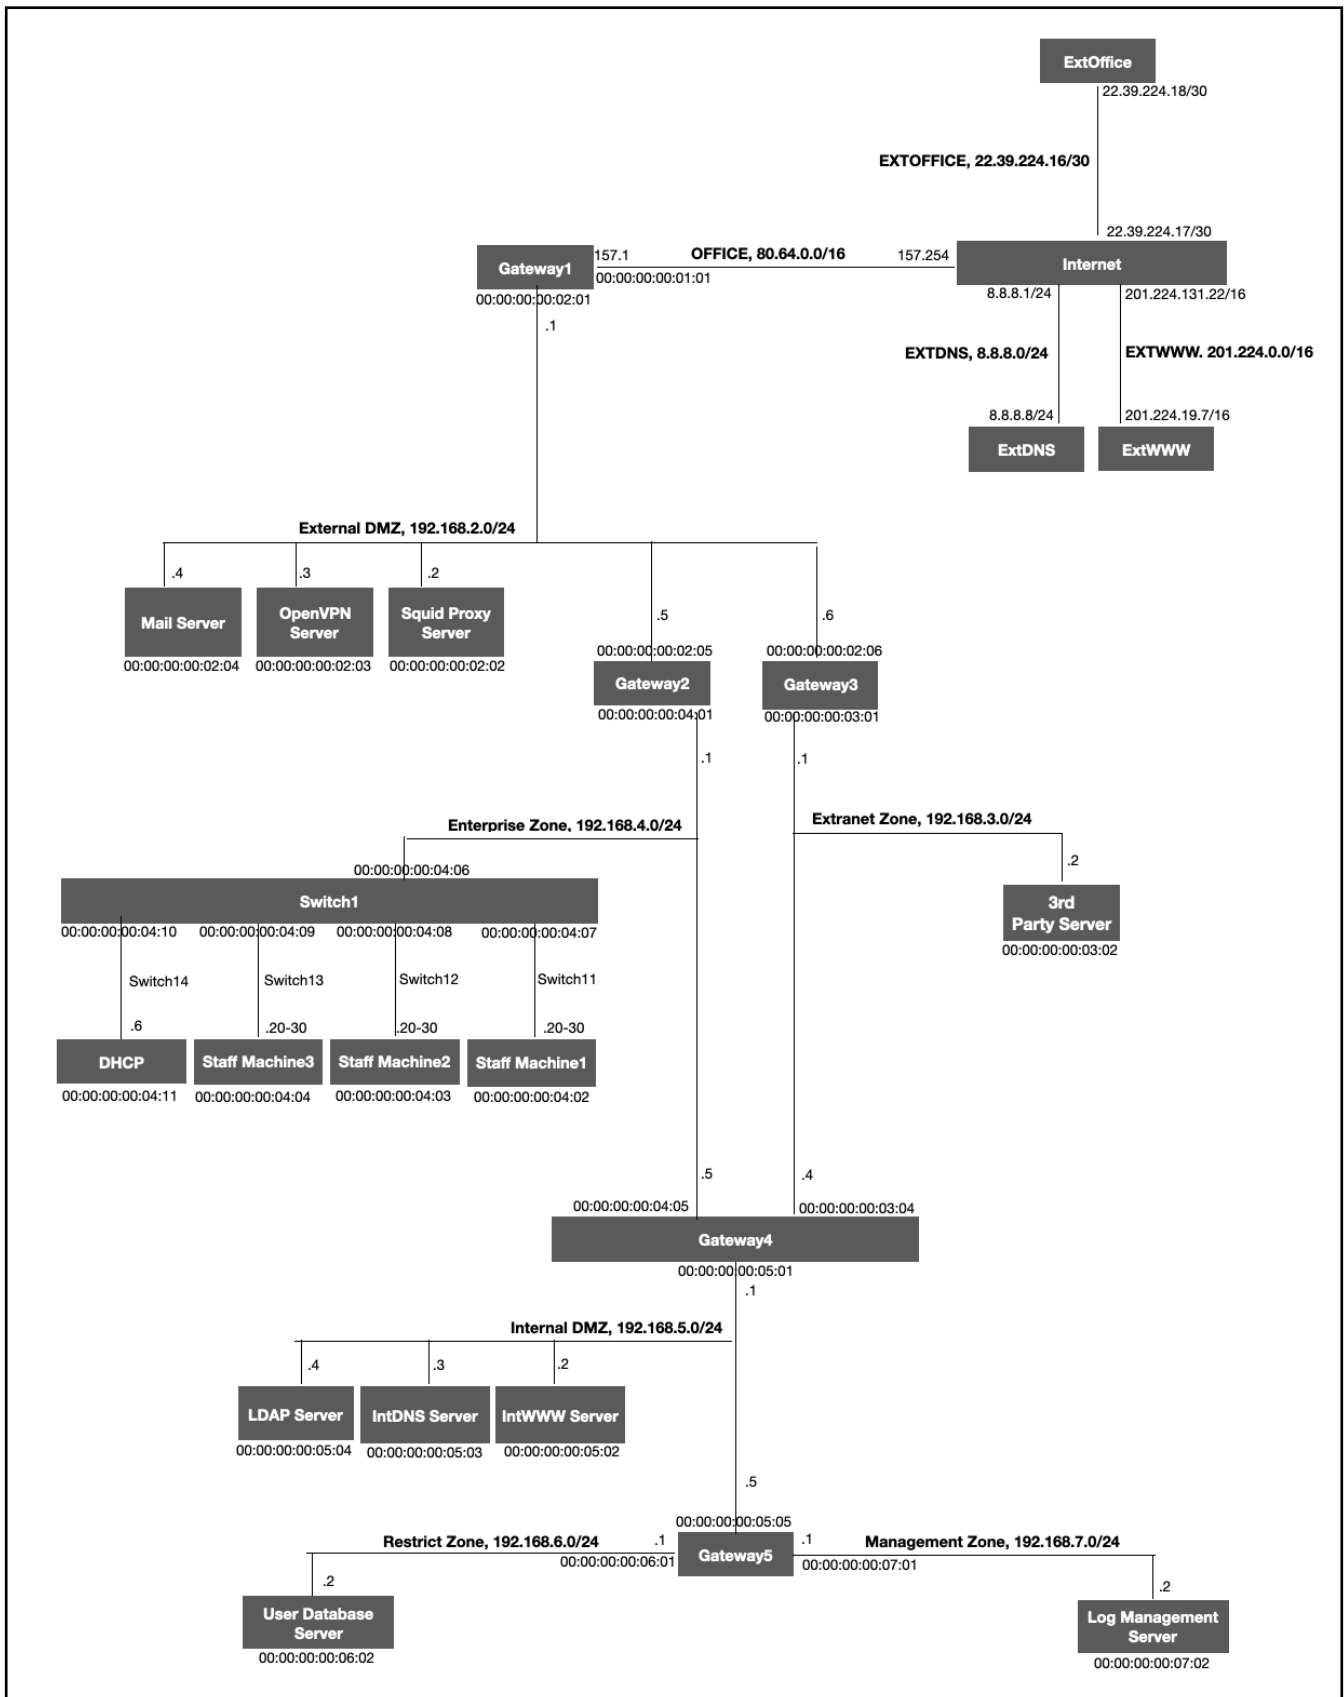 ExtOffice
22.39.224.18/30
EXTOFFICE, 22.39.224.16/30
22.39.224.17/30
Gateway1
157.1
OFFICE, 80.64.0.0/16
157.254
Internet
00:00:00:00:01:01
00:00:00:00:02:01
8.8.8.1/24
201.224.131.22/16
.1
EXTDNS, 8.8.8.0/24
EXTWWW. 201.224.0.0/16
8.8.8.8/24
201.224.19.7/16
ExtDNS
ExtWWW
External DMZ, 192.168.2.0/24
.4
.3
.2
Mail Server
OpenVPN
Server
Squid Proxy
Server
.5
.6
00:00:00:00:02:04
00:00:00:00:02:03
00:00:00:00:02:02
00:00:00:00:02:05
00:00:00:00:02:06
Gateway2
Gateway3
00:00:00:00:04:01
00:00:00:00:03:01
.1
.1
Enterprise Zone, 192.168.4.0/24
Extranet Zone, 192.168.3.0/24
00:00:00:00:04:06
.2
Switch1
3rd
Party Server
00:00:00:00:04:10
00:00:00:00:04:09
00:00:00:00:04:08
00:00:00:00:04:07
00:00:00:00:03:02
Switch14
Switch13
Switch12
Switch11
.6
.20-30
.20-30
.20-30
DHCP
Staff Machine3
Staff Machine2
Staff Machine1
00:00:00:00:04:11
00:00:00:00:04:04
00:00:00:00:04:03
00:00:00:00:04:02
.5
.4
00:00:00:00:04:05
00:00:00:00:03:04
Gateway4
00:00:00:00:05:01
.1
Internal DMZ, 192.168.5.0/24
.4
.3
.2
LDAP Server
IntDNS Server
IntWWW Server
00:00:00:00:05:04
00:00:00:00:05:03
00:00:00:00:05:02
.5
00:00:00:00:05:05
Restrict Zone, 192.168.6.0/24
.1
.1
Management Zone, 192.168.7.0/24
00:00:00:00:06:01
Gateway5
00:00:00:00:07:01
.2
.2
User Database
Server
Log Management
Server
00:00:00:00:06:02
00:00:00:00:07:02